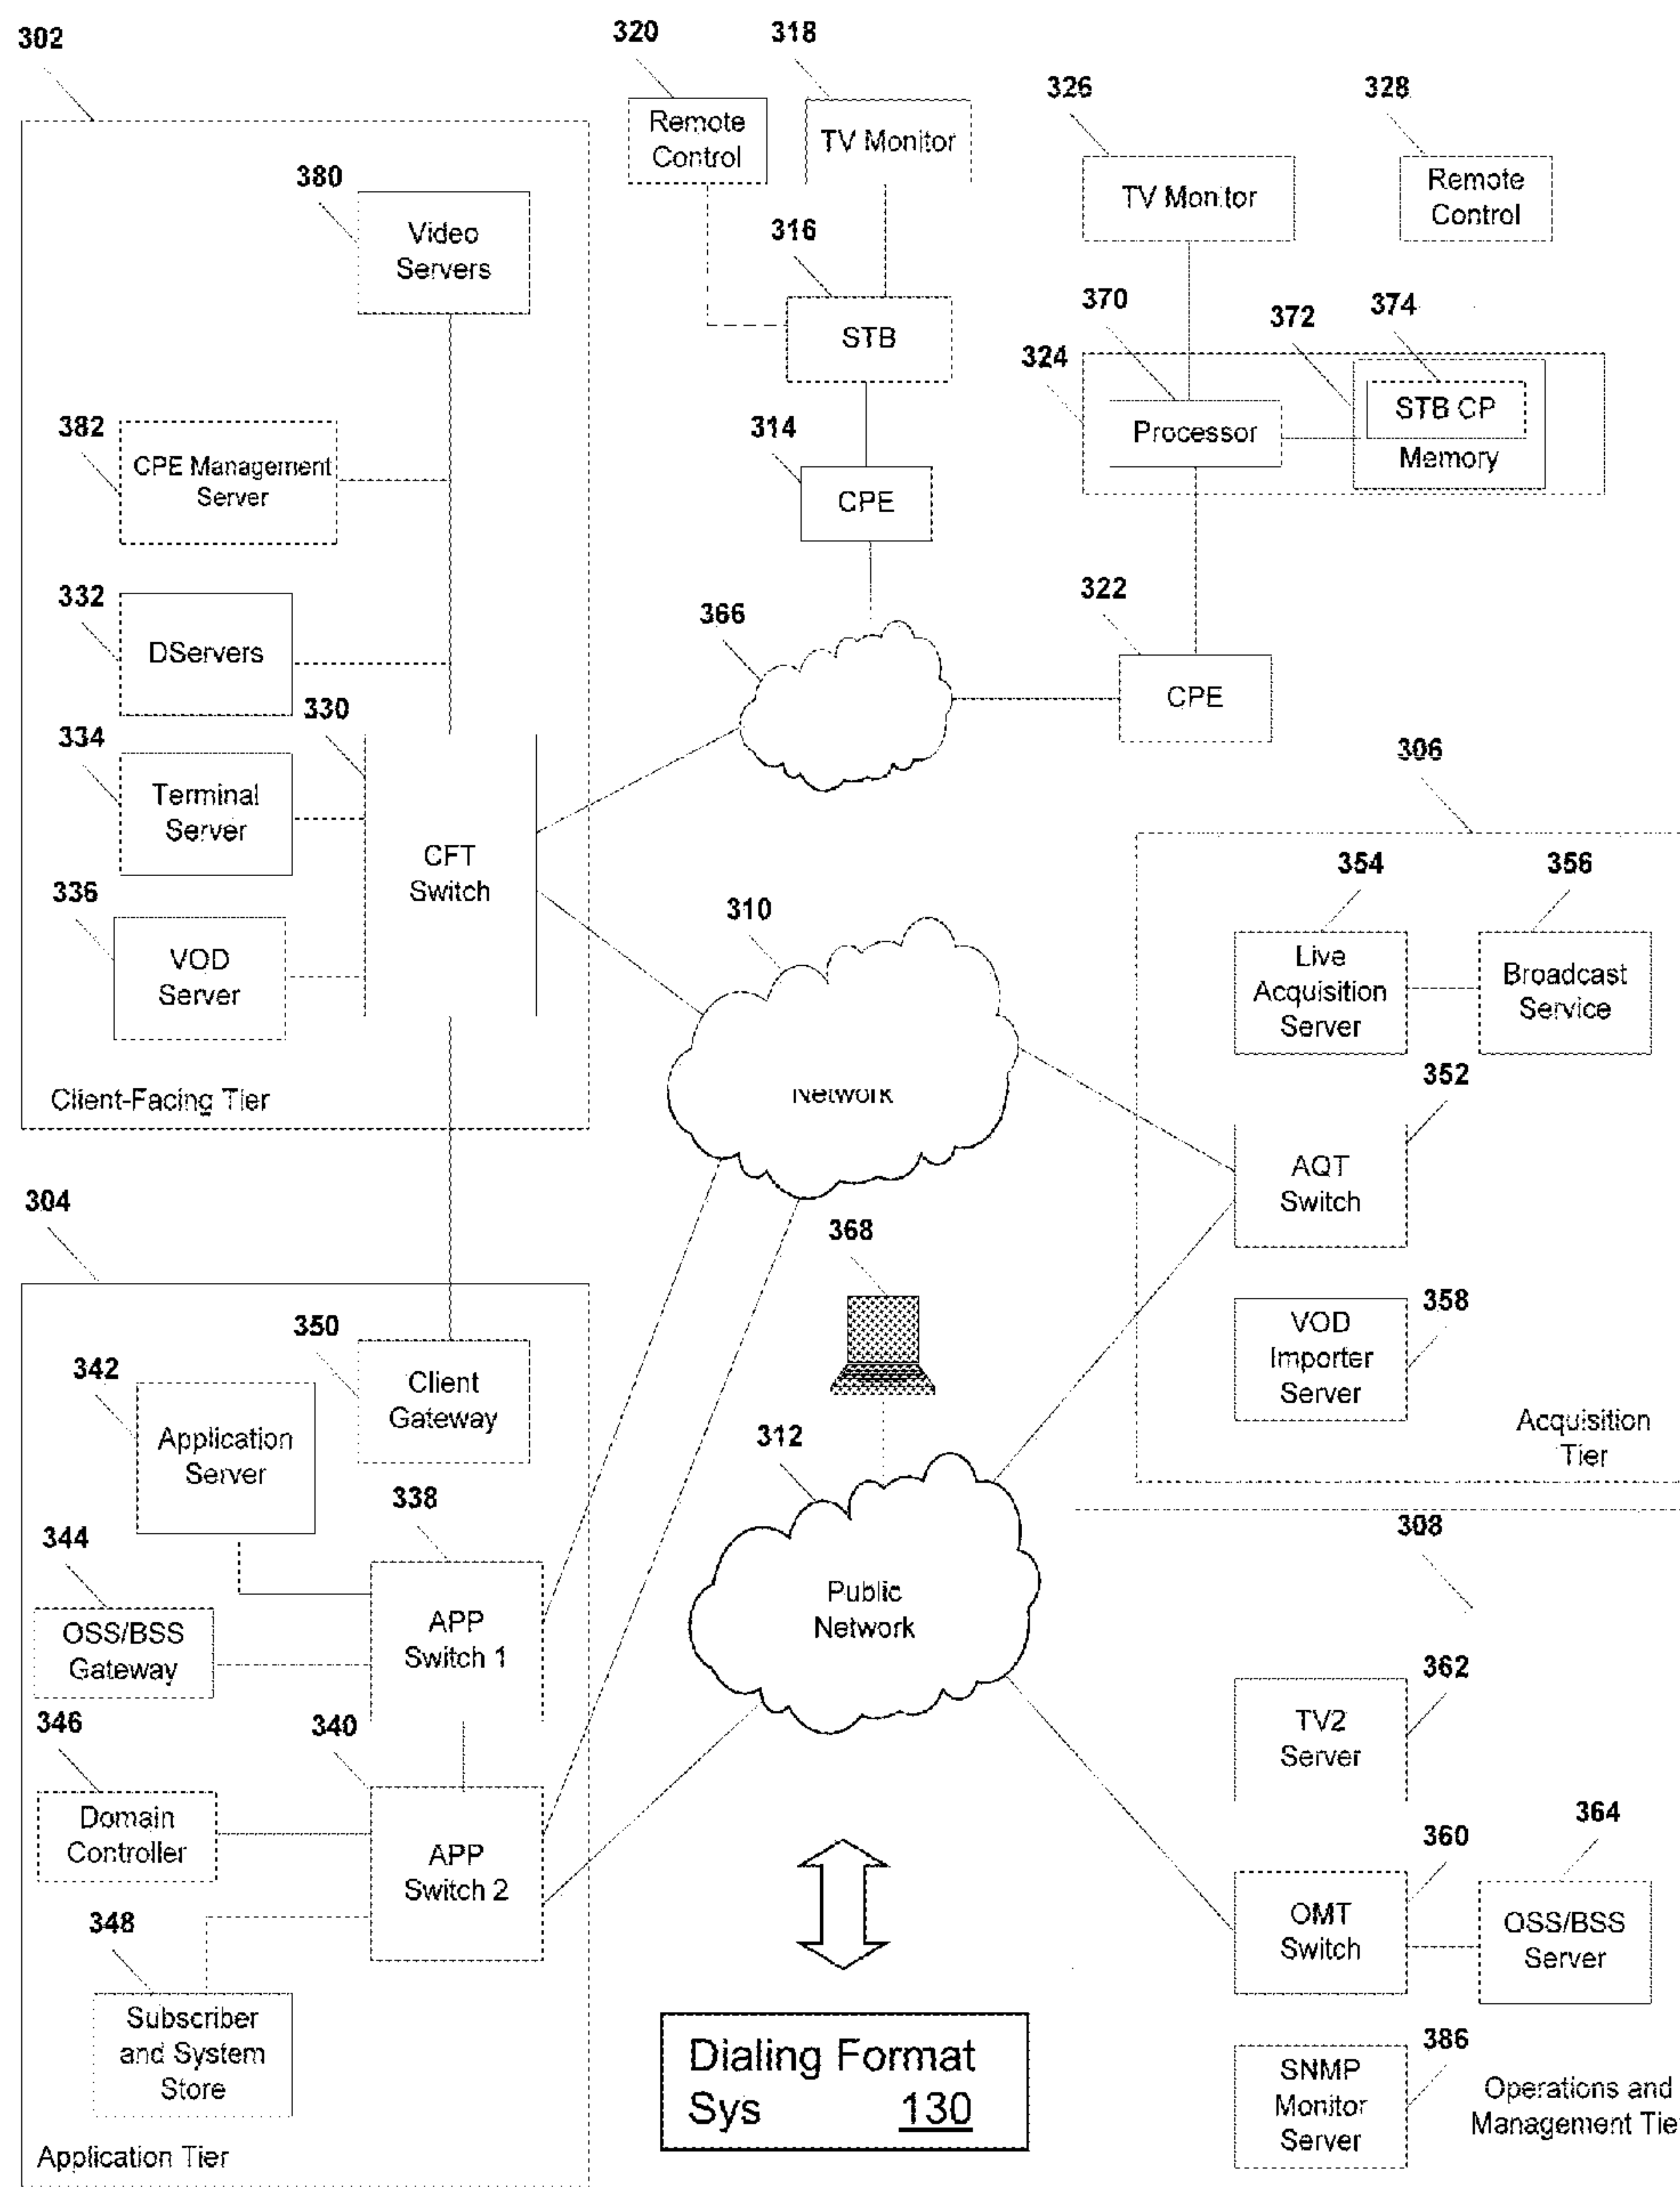 302
320
318
326
328
Remote
Control
TV Monitor
TV Monitor
Remote
Control
380
Video
Servers
316
STB
370
372
374
324
STB CP
Processor
Memory
382
CPE Management
Server
314
CPE
332
DServers
366
322
CPE
330
334
Terminal
Server
CFT
Switch
336
VOD
Server
Client-Facing Tier
310
Network
306
354
356
Live
Acquisition
Server
Broadcast
Service
352
AQT
Switch
358
VOD
Importer
Server
Acquisition
Tier
304
368
350
Client
Gateway
342
Application
Server
312
Public
Network
338
APP
Switch 1
344
OSS/BSS
Gateway
346
Domain
Controller
340
APP
Switch 2
348
Subscriber
and System
Store
Application Tier
308
362
TV2
Server
360
364
OMT
Switch
OSS/BSS
Server
386
SNMP
Monitor
Server
Operations and
Management Tie
Dialing Format
Sys 130